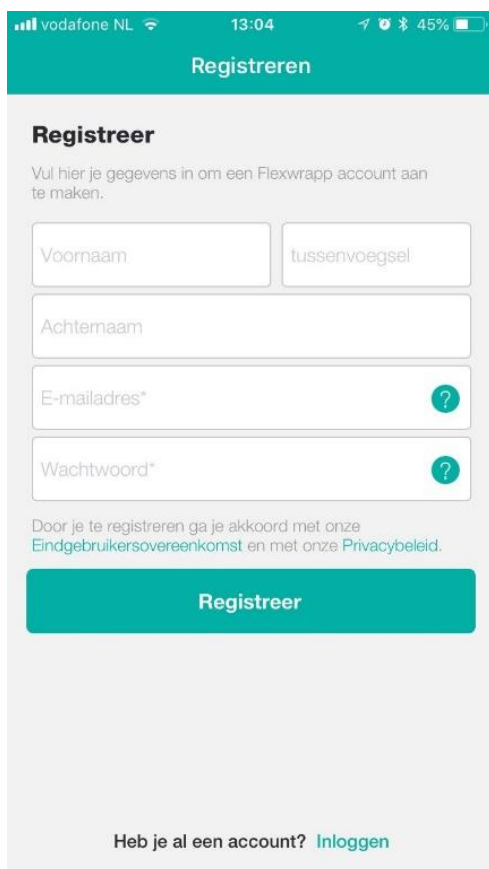 vodafone NL 13:04 45%
Registreren
Registreer
Vul hier je gegevens in om een Flexwrapp account aan
te maken.
Voornaam tussenvoegsel
Achternaam
E-mailadres* ?
Wachtwoord* ?
Door je te registreren ga je akkoord met onze
Eindgebruikersovereenkomst en met onze Privacybeleid.
Registreer
Heb je al een account? Inloggen